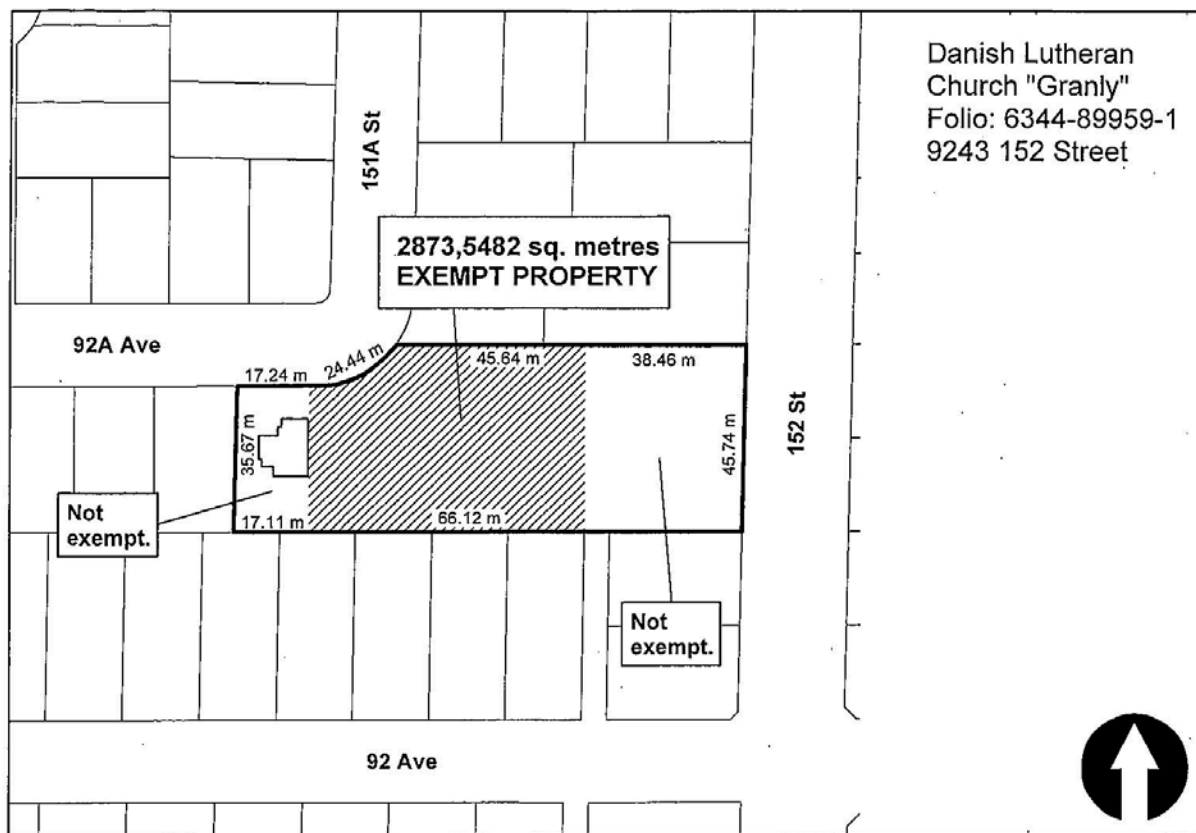 Danish Lutheran
Church "Granly"
Folio: 6344-89959-1
9243 152 Street
151A St
2873,5482 sq. metres
EXEMPT PROPERTY
92A Ave
17.24 m
24.44 m
45.64 m
38.46 m
35.67 m
45.74 m
152 St
Not
exempt.
17.11 m
66.12 m
Not
exempt.
92 Ave